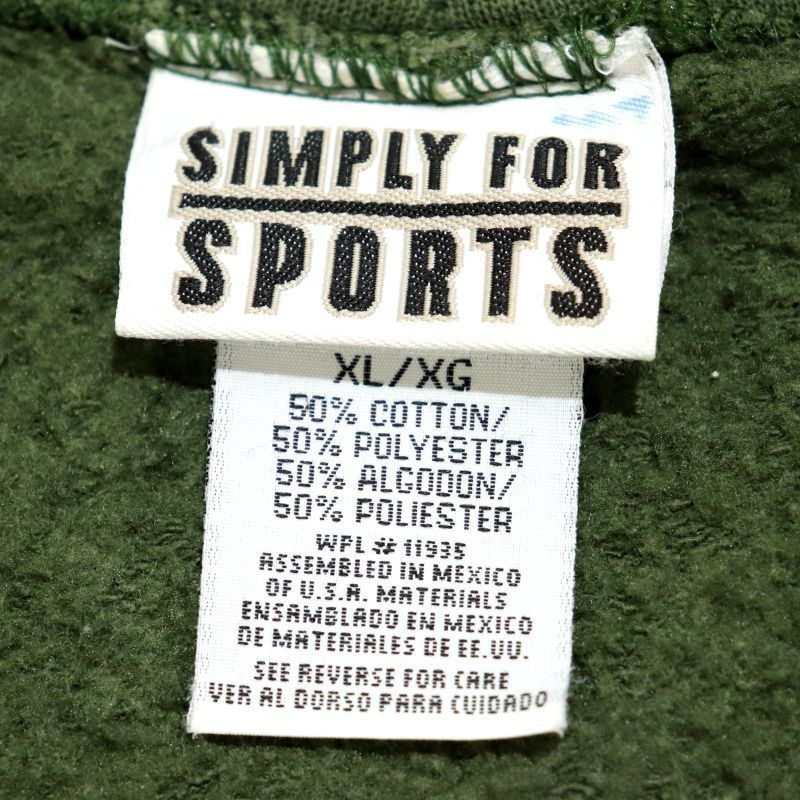 SIMPLY FOR
SPORTS
XL/XG
50% COTTON/
50% POLYESTER
50% ALGODON/
50% POLIESTER
WPL # 11935
ASSEMBLED IN MEXICO
OF U.S.A. MATERIALS
ENSAMBLADO EN MEXICO
DE MATERIALES DE EE.UU.
SEE REVERSE FOR CARE
VER AL DORSO PARA CUIDADO